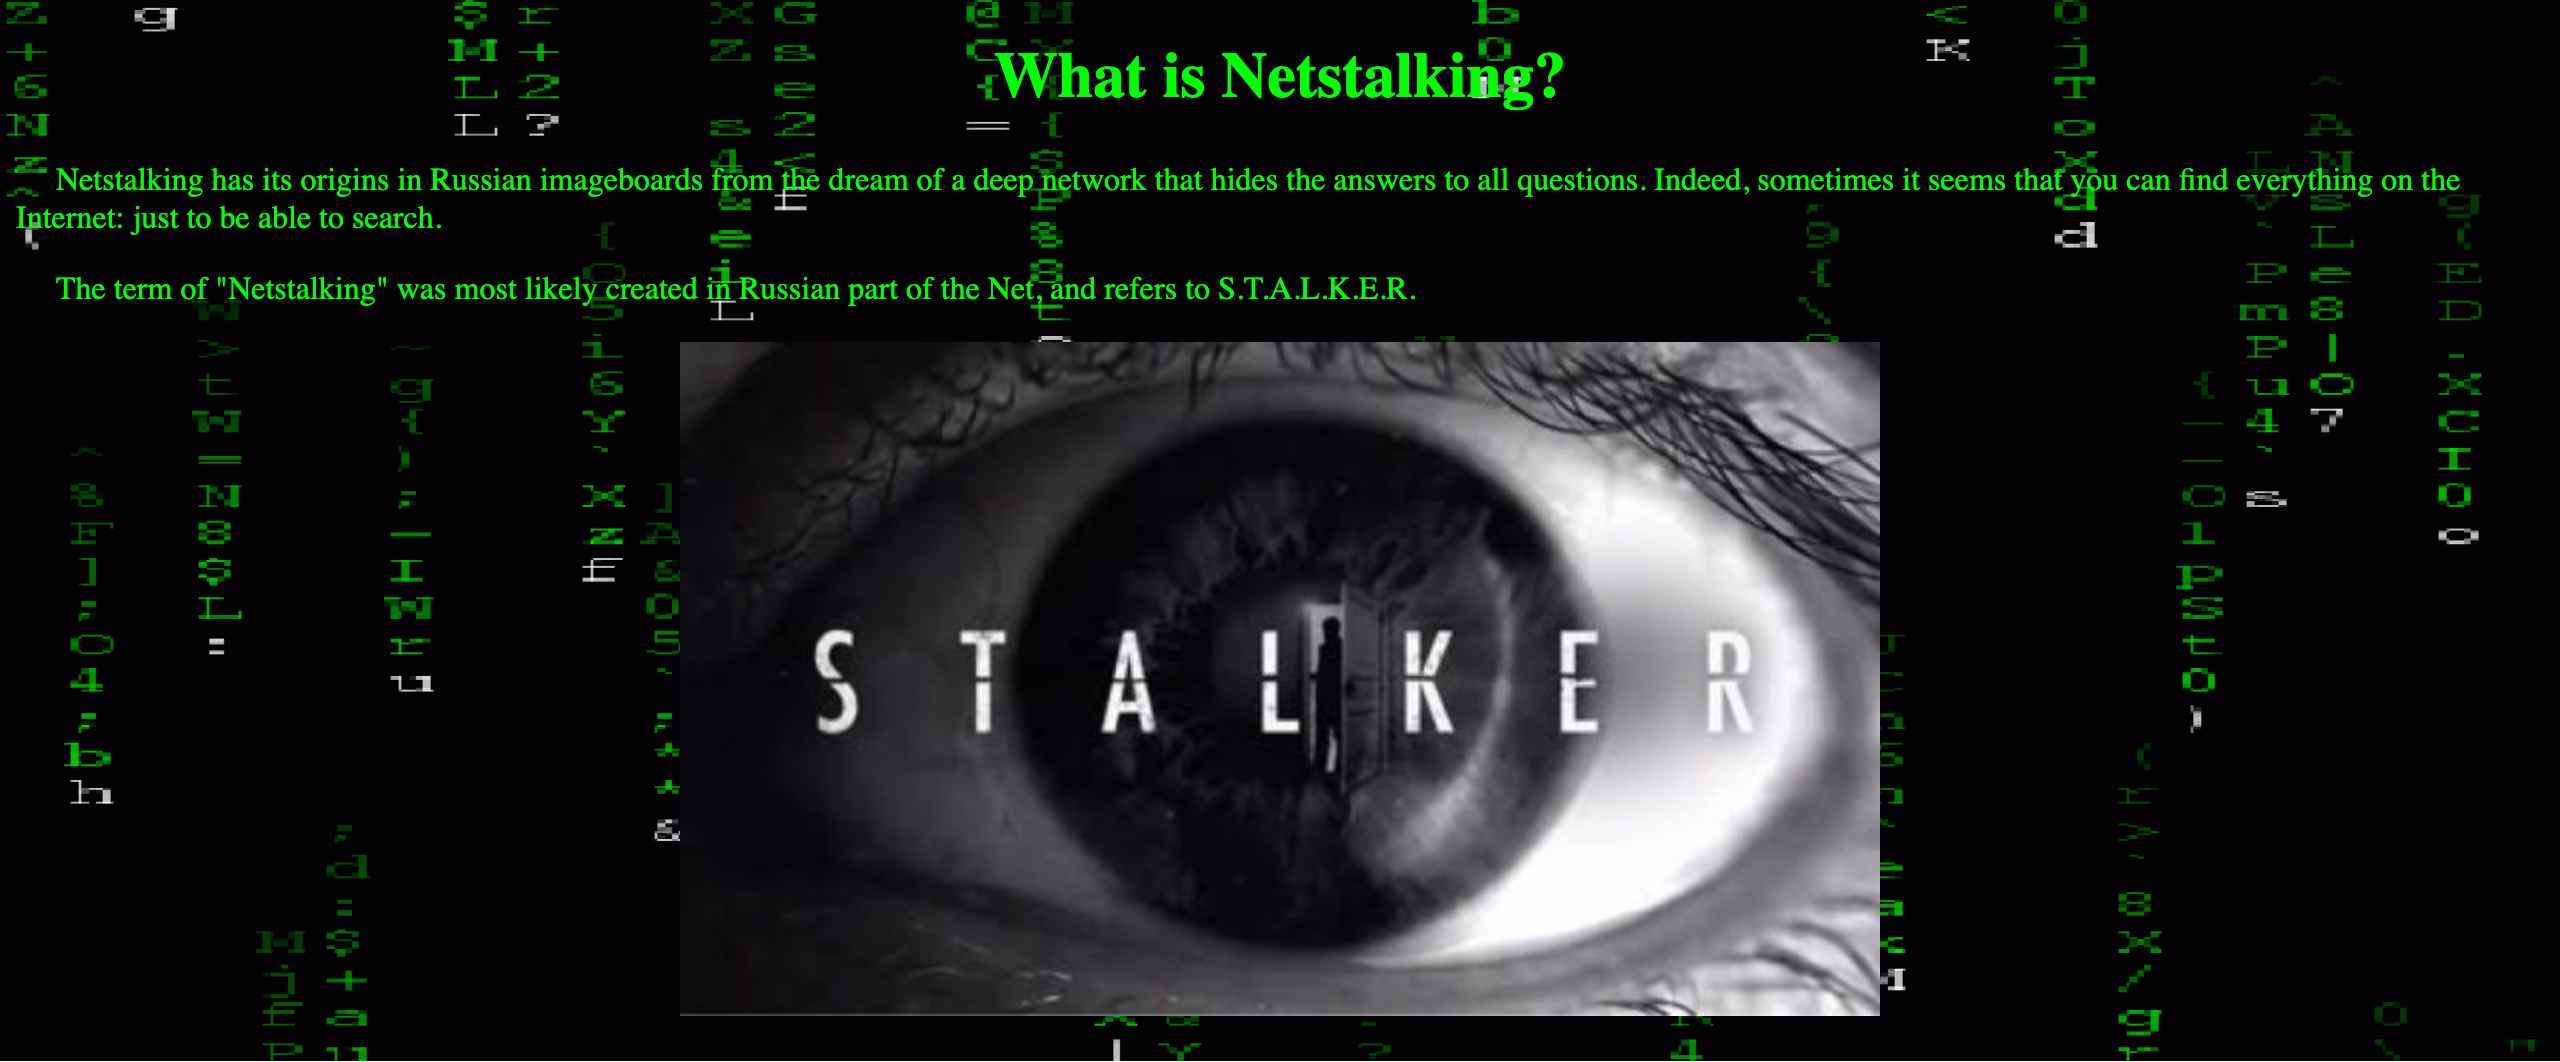 What is Netstalking?
Netstalking has its origins in Russian imageboards from the dream of a deep network that hides the answers to all questions. Indeed, sometimes it seems that you can find everything on the
Internet: just to be able to search.
The term of "Netstalking" was most likely created in Russian part of the Net, and refers to S.T.A.L.K.E.R.
S T A L K E R